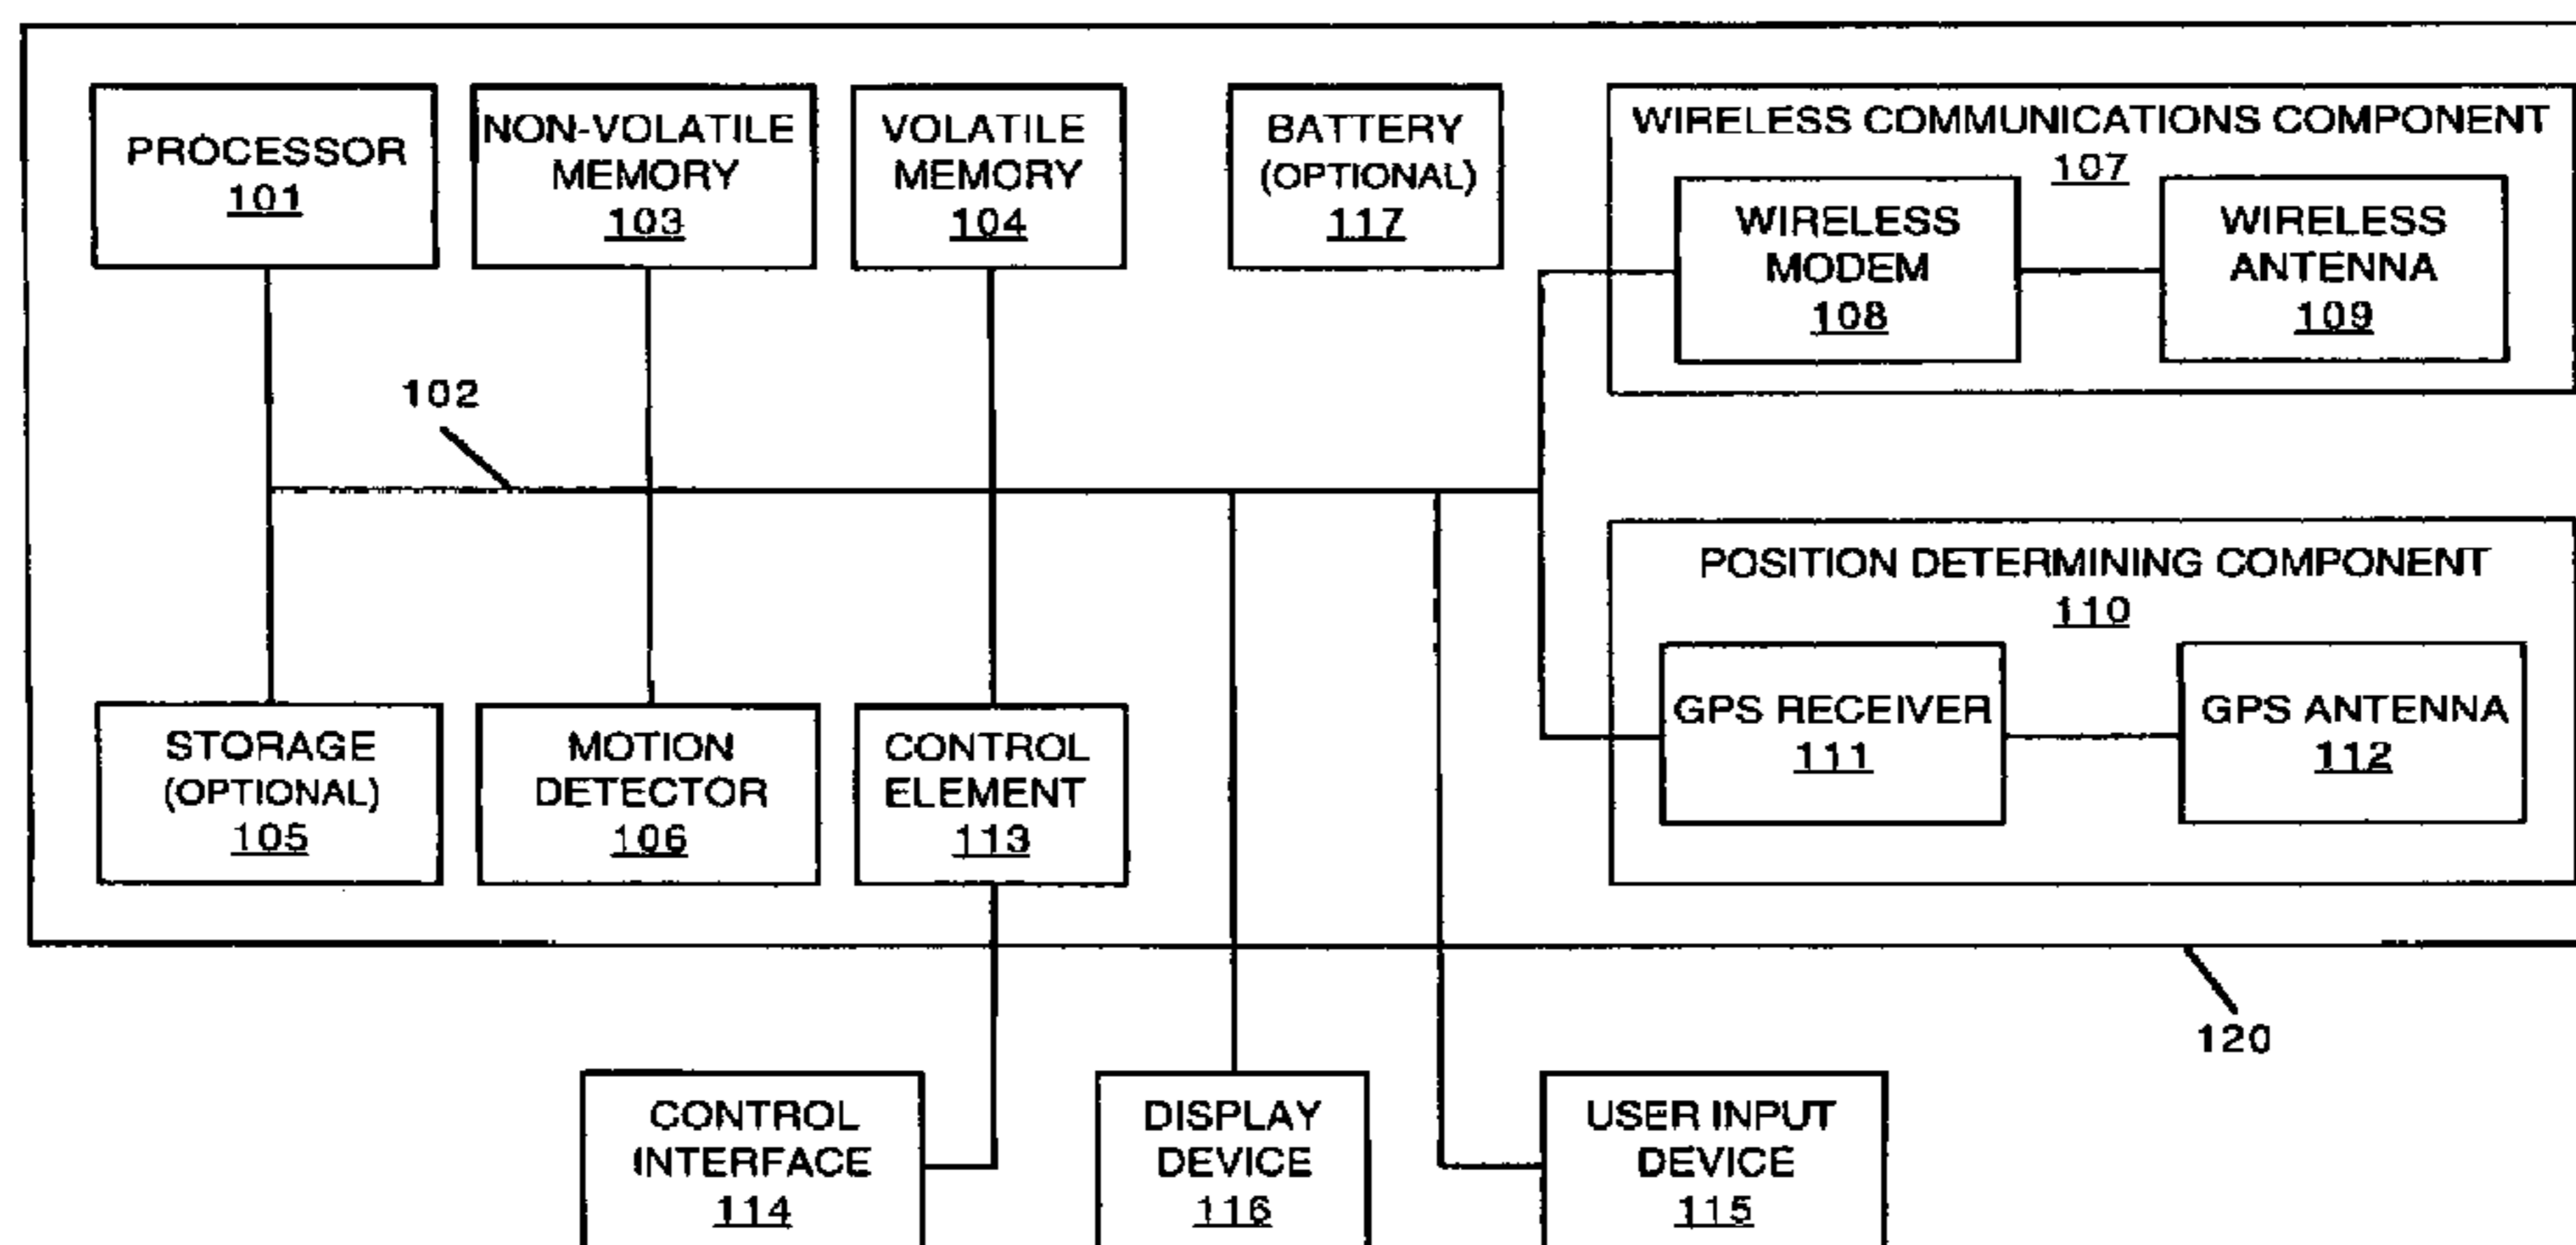 PROCESSOR
101
NON-VOLATILE
MEMORY
103
VOLATILE
MEMORY
104
BATTERY
(OPTIONAL)
117
WIRELESS COMMUNICATIONS COMPONENT
107
WIRELESS
MODEM
108
WIRELESS
ANTENNA
109
102
POSITION DETERMINING COMPONENT
110
GPS RECEIVER
111
GPS ANTENNA
112
STORAGE
(OPTIONAL)
105
MOTION
DETECTOR
106
CONTROL
ELEMENT
113
120
CONTROL
INTERFACE
114
DISPLAY
DEVICE
116
USER INPUT
DEVICE
115